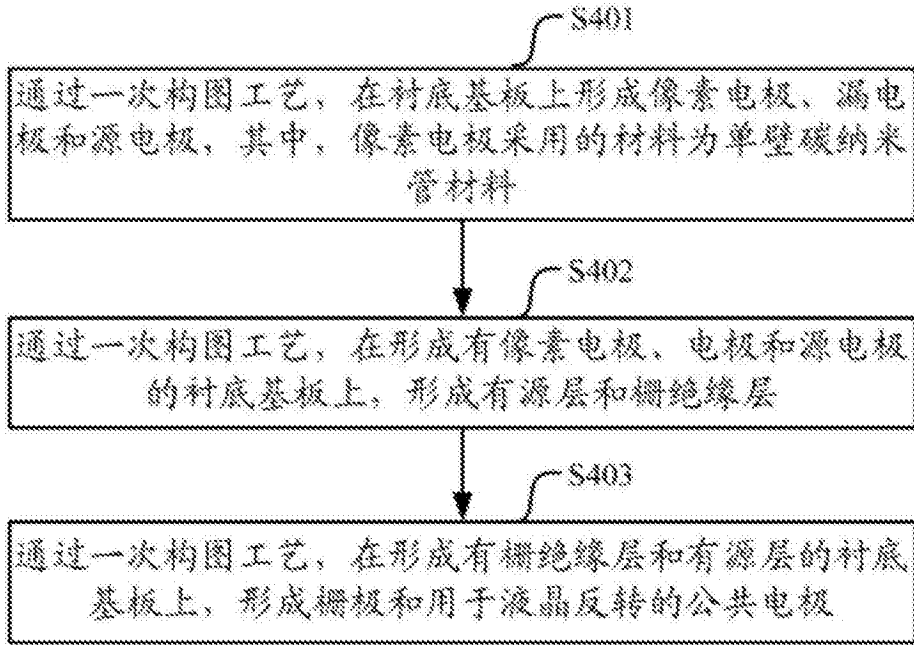 S401
通过一次构图工艺，在衬底基板上形成像素电极、漏电
极和源电极，其中，像素电极采用的材料为单壁碳纳米
管材料
S402
通过一次构图工艺，在形成有像素电极、电极和源电极
的衬底基板上，形成有源层和栅绝缘层
S403
通过一次构图工艺，在形成有栅绝缘层和有源层的衬底
基板上，形成栅极和用于液晶反转的公共电极